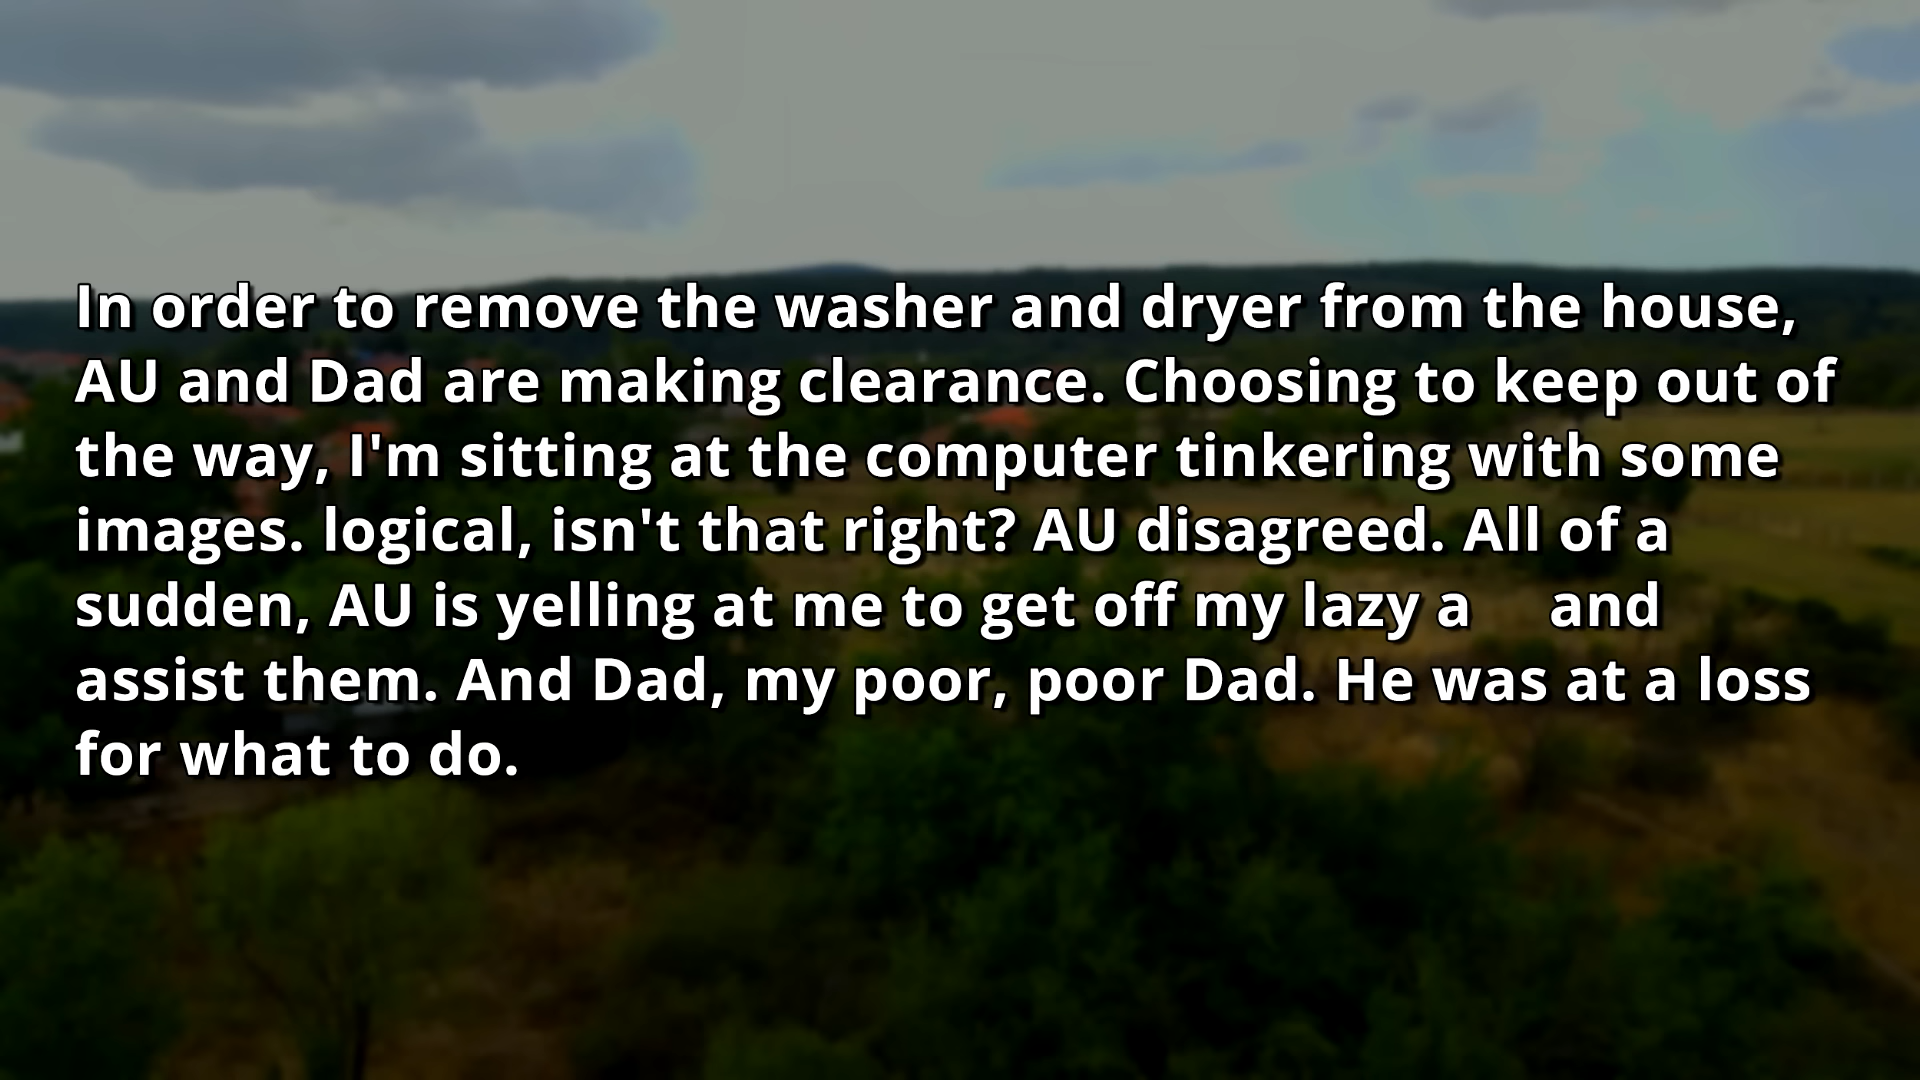 In order to remove the washer and dryer from the house,
AU and Dad are making clearance. Choosing to keep out of
the way, I'm sitting at the computer tinkering with some
images. logical, isn't that right? AU disagreed. All of a
sudden, AU is yelling at me to get off my lazy a     and
assist them. And Dad, my poor, poor Dad. He was at a loss
for what to do.